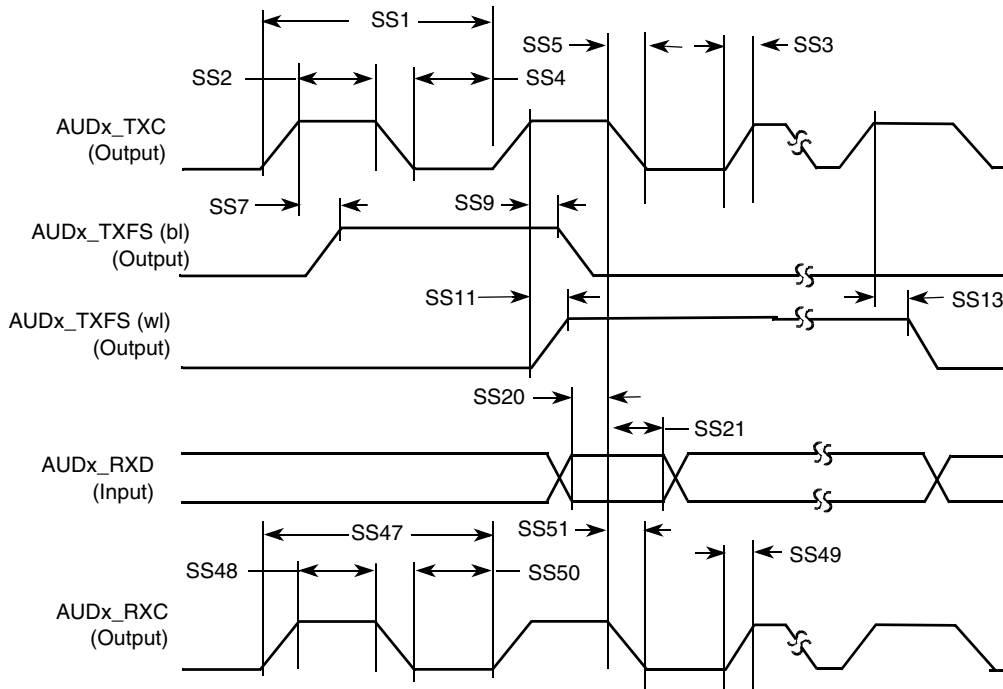 SS1
SS5
SS3
SS2
SS4
AUDx_TXC
(Output)
SS7
SS9
AUDx_TXFS (bl)
(Output)
SS11
SS13
AUDx_TXFS (wl)
(Output)
SS20
SS21
AUDx_RXD
(Input)
SS47
SS51
SS49
SS48
SS50
AUDx_RXC
(Output)